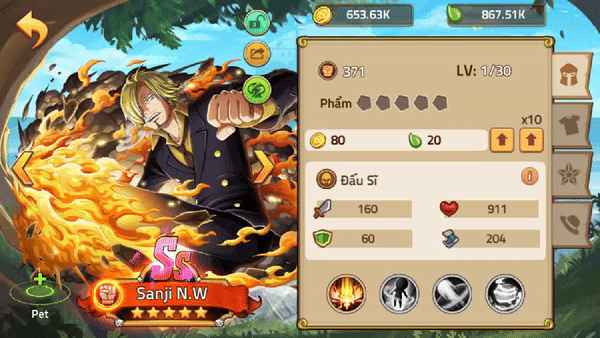 653.63K
867.51K
371
LV: 1/30
Phẩm
x10
80
20
Đấu Sĩ
160
911
60
204
Ss
Sanji N.W
Pet